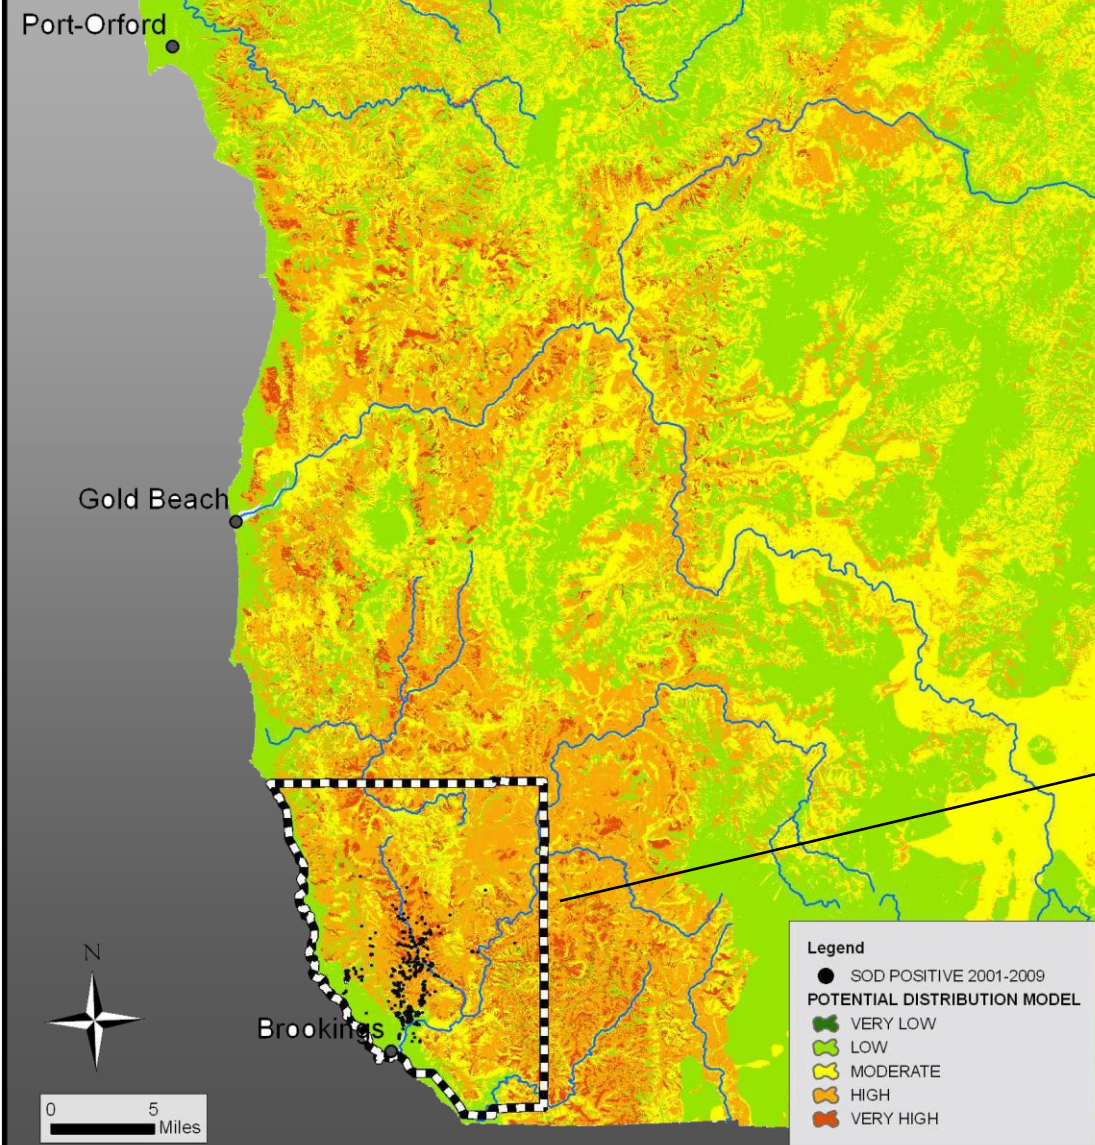 Port-Orford
Gold Beach
Brookings
N
0 5
Miles
Legend
SOD POSITIVE 2001-2009
POTENTIAL DISTRIBUTION MODEL
VERY LOW
LOW
MODERATE
HIGH
VERY HIGH